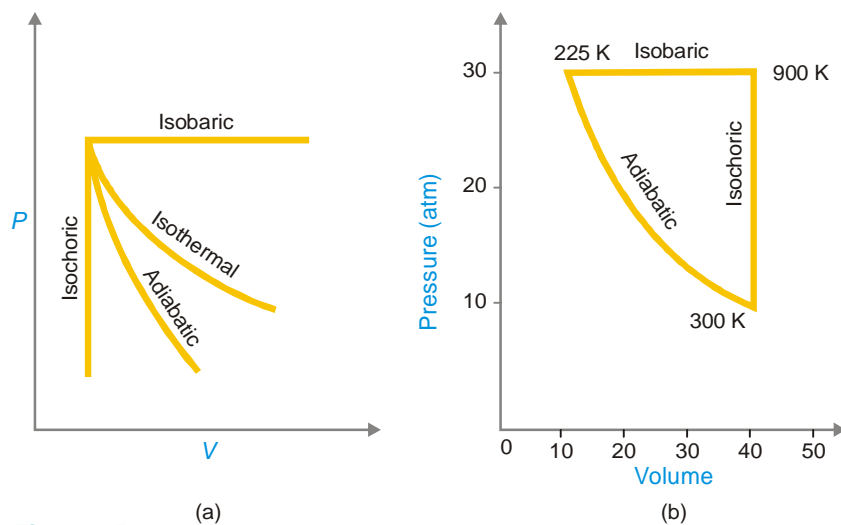 Isobaric
Isothermal
Adiabatic
Isochoric
P
V
(a)
225 K
Isobaric
900 K
30
20
10
Adiabatic
Isochoric
300 K
Pressure (atm)
0 10 20 30 40 50
Volume
(b)